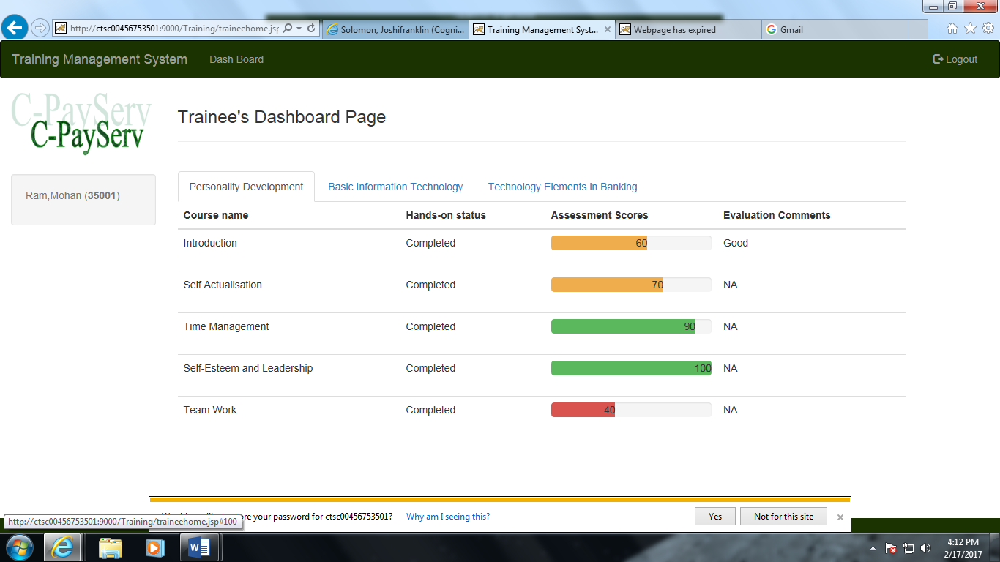 http://ctsc00456753501:9000/Training/traineehome.jsp
Solomon, Joshifranklin (Cogni...
Training Management Syst...
Webpage has expired
Gmail
Training Management System
Dash Board
Logout
C-PayServ
C-PayServ
Trainee's Dashboard Page
Ram,Mohan (35001)
Personality Development
Basic Information Technology
Technology Elements in Banking
Course name Hands-on status Assessment Scores Evaluation Comments
Introduction Completed 60 Good
Self Actualisation Completed 70 NA
Time Management Completed 90 NA
Self-Esteem and Leadership Completed 100 NA
Team Work Completed 40 NA
your password for ctsc00456753501? Why am I seeing this? Yes Not for this site
http://ctsc00456753501:9000/Training/traineehome.jsp#100
4:12 PM
2/17/2017